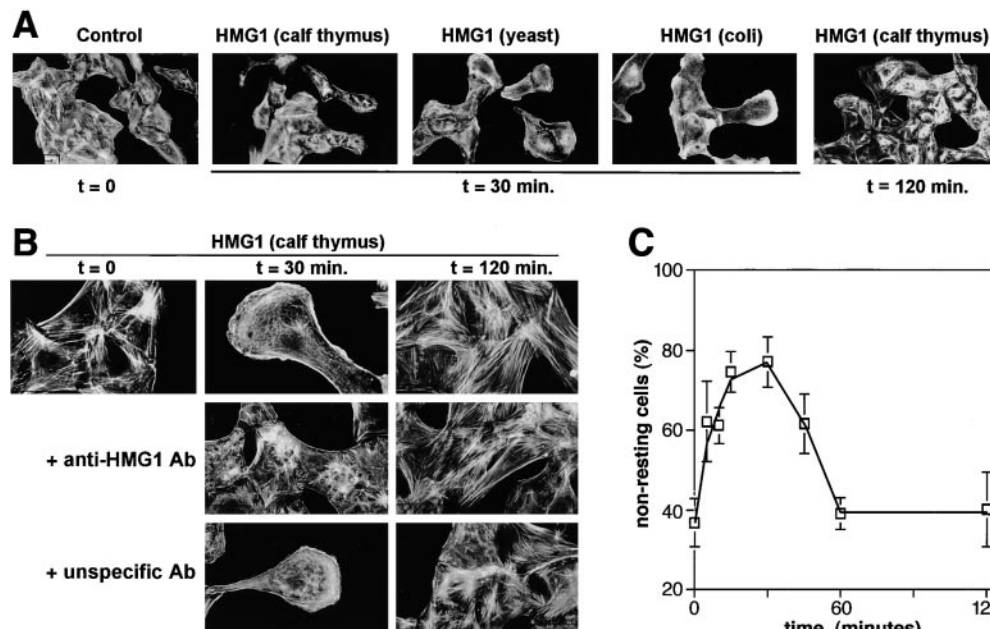 A
Control
HMG1 (calf thymus)
HMG1 (yeast)
HMG1 (coli)
HMG1 (calf thymus)
t = 0
t = 30 min.
t = 120 min.
B
HMG1 (calf thymus)
t = 0
t = 30 min.
t = 120 min.
+ anti-HMG1 Ab
+ unspecific Ab
C
non-resting cells (%)
100
80
60
40
20
0
60
time (minutes)